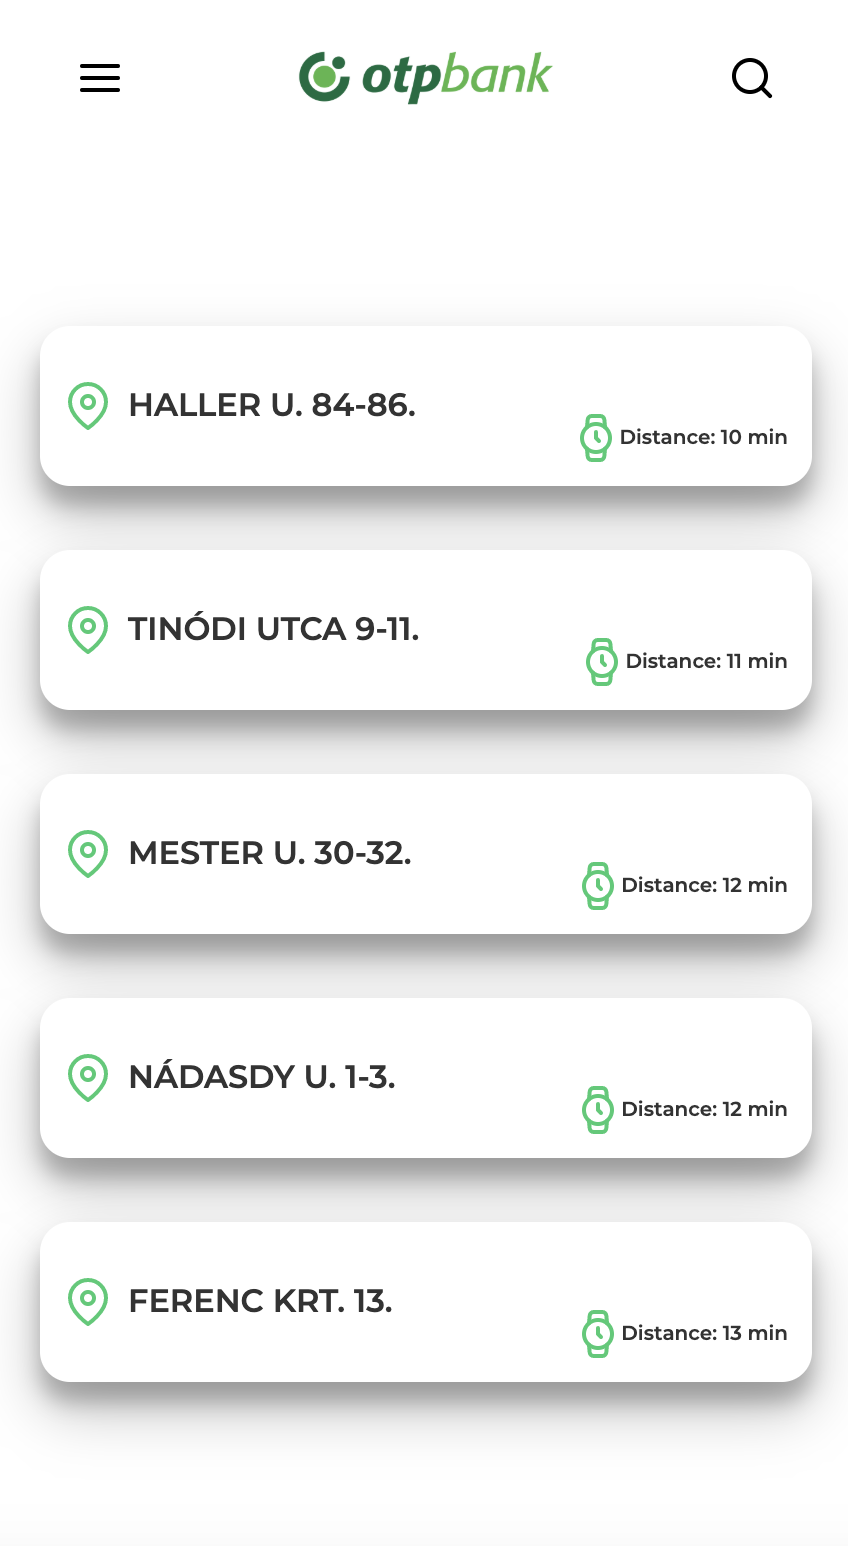 otpbank
HALLER U. 84-86.
Distance: 10 min
TINÓDI UTCA 9-11.
Distance: 11 min
MESTER U. 30-32.
Distance: 12 min
NÁDASDY U. 1-3.
Distance: 12 min
FERENC KRT. 13.
Distance: 13 min